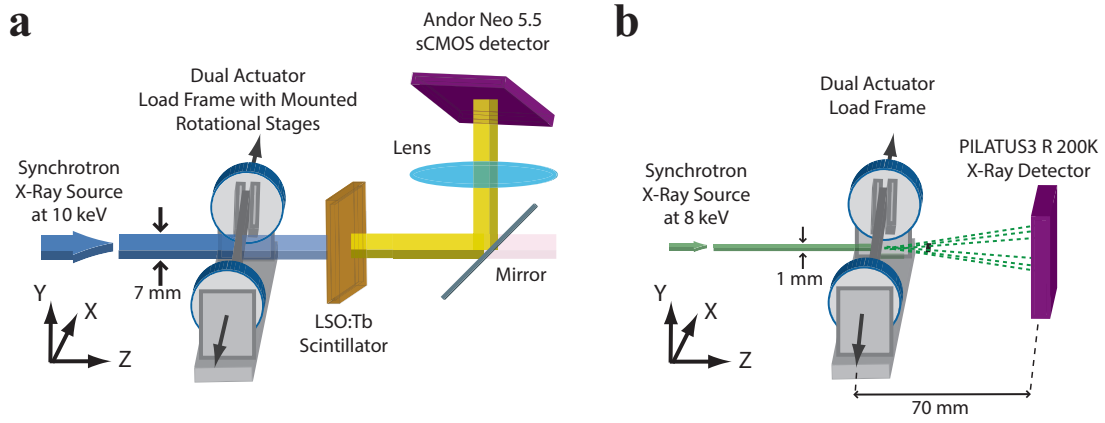 a
Andor Neo 5.5
sCMOS detector
Dual Actuator
Load Frame with Mounted
Rotational Stages
Lens
Synchrotron
X-Ray Source
at 10 keV
7 mm
Mirror
LSO:Tb
Scintillator
Y
X
Z
b
Dual Actuator
Load Frame
PILATUS3 R 200K
X-Ray Detector
Synchrotron
X-Ray Source
at 8 keV
1 mm
Y
X
Z
70 mm